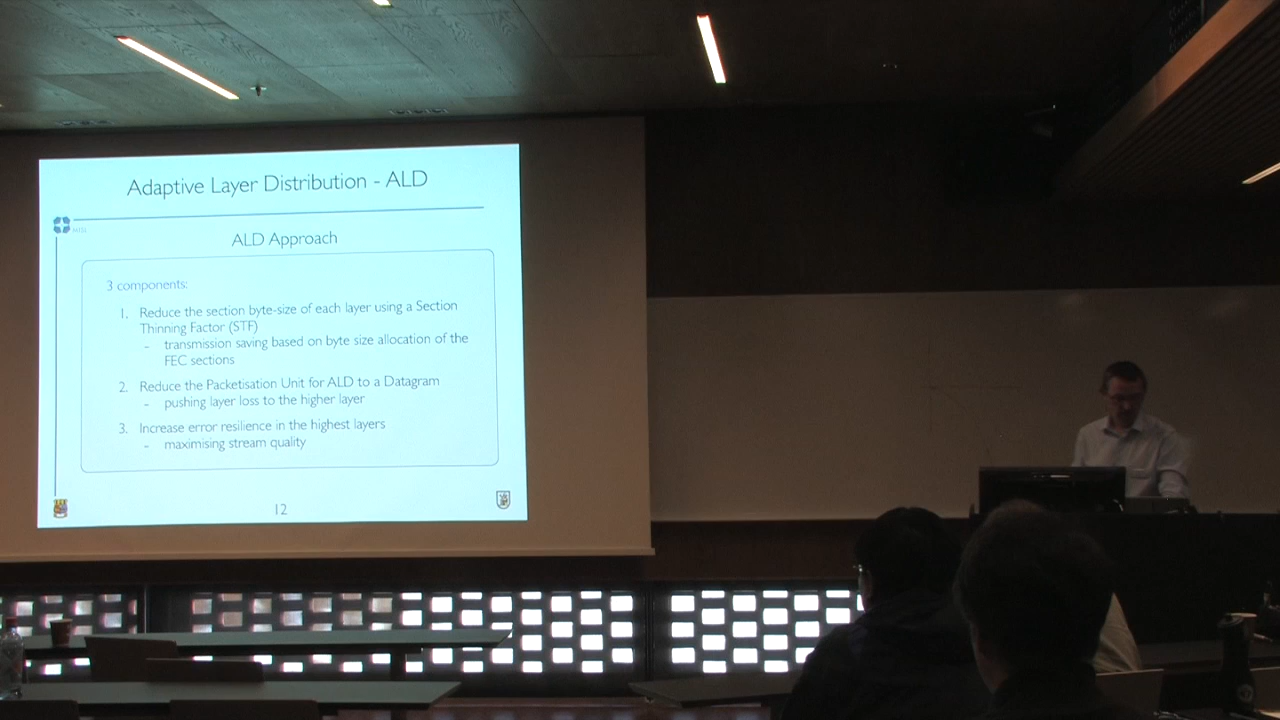 Adaptive Layer Distribution - ALD
ALD Approach
3 components:
1. Reduce the section byte-size of each layer using a Section
Thinning Factor (STF)
- transmission saving based on byte size allocation of the
FEC sections
2. Reduce the Packetisation Unit for ALD to a Datagram
- pushing layer loss to the higher layer
3. Increase error resilience in the highest layers
- maximising stream quality
12